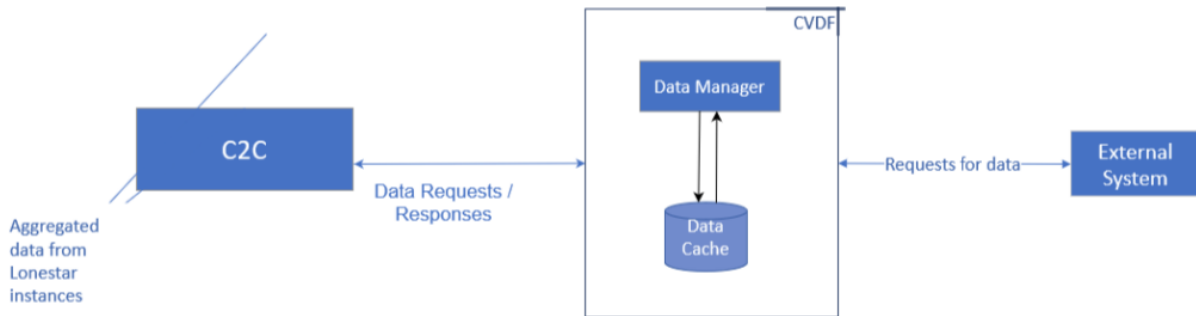 CVDF
Data Manager
C2C
Data Requests /
Responses
Requests for data
External
System
Data
Cache
Aggregated
data from
Lonestar
instances